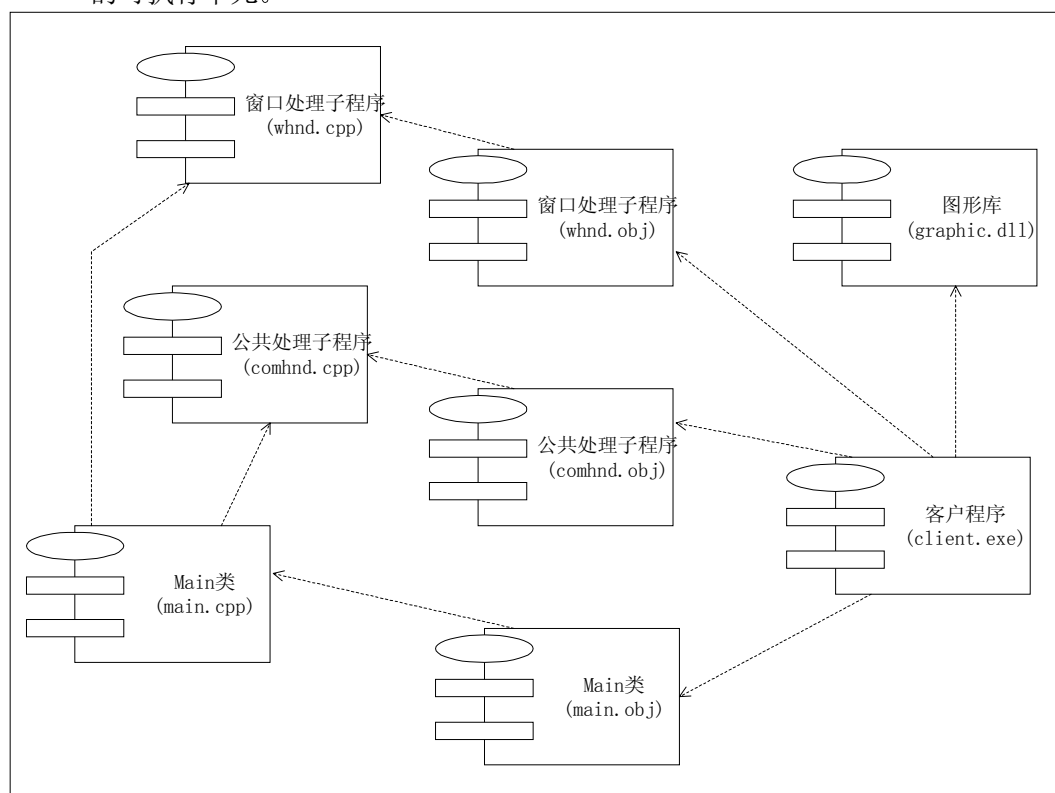 的可执行单元。
窗口处理子程序
(whnd.cpp)
窗口处理子程序
(whnd.obj)
图形库
(graphic.dll)
公共处理子程序
(comhnd.cpp)
公共处理子程序
(comhnd.obj)
客户程序
(client.exe)
Main类
(main.cpp)
Main类
(main.obj)